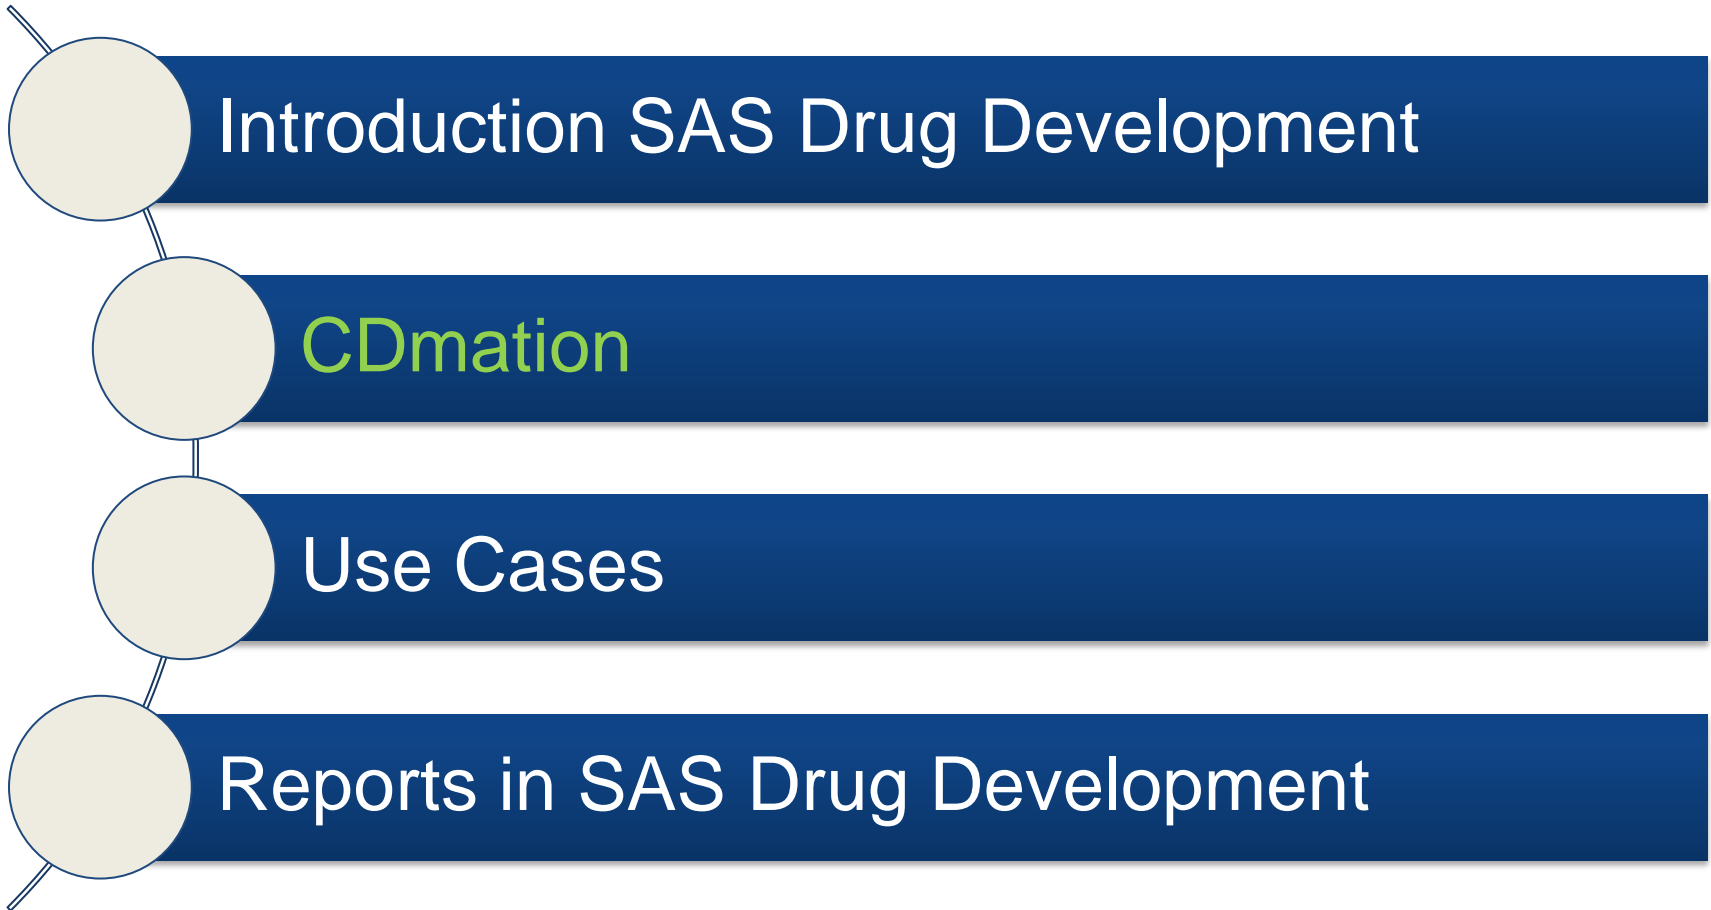 Introduction SAS Drug Development
CDmation
Use Cases
Reports in SAS Drug Development